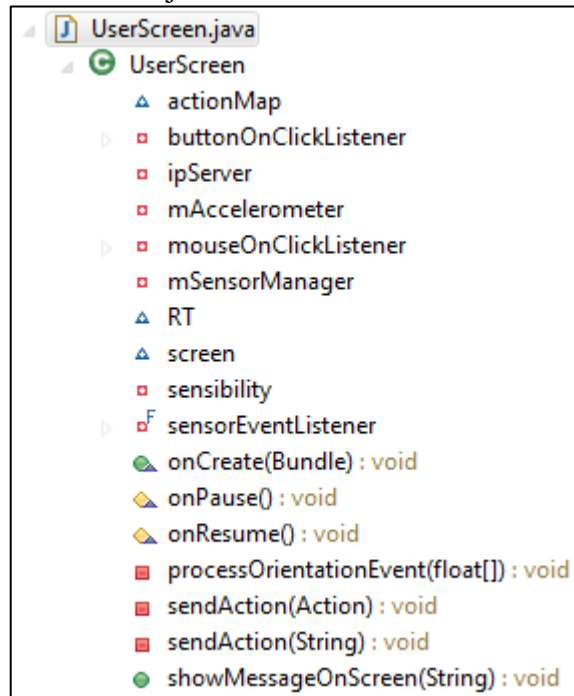 UserScreen.java
UserScreen
actionMap
buttonOnClickListener
ipServer
mAccelerometer
mouseOnClickListener
mSensorManager
RT
screen
sensibility
sensorEventListener
onCreate(Bundle) : void
onPause() : void
onResume() : void
processOrientationEvent(float[]) : void
sendAction(Action) : void
sendAction(String) : void
showMessageOnScreen(String) : void